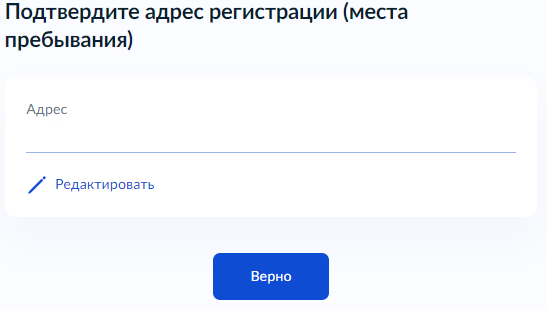 Подтвердите адрес регистрации (места
пребывания)
Адрес
Редактировать
Верно